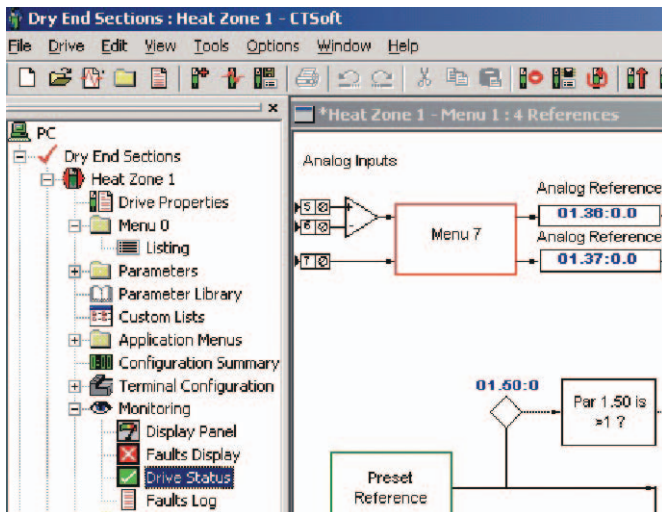 Dry End Sections : Heat Zone 1 - CTSoft
File Drive Edit View Tools Options Window Help
x
PC
Dry End Sections
Heat Zone 1
Drive Properties
Menu 0
Listing
Parameters
Parameter Library
Custom Lists
Application Menus
Configuration Summary
Terminal Configuration
Monitoring
Display Panel
Faults Display
Drive Status
Faults Log
*Heat Zone 1 - Menu 1 : 4 References
Analog Inputs
5
6
7
Menu 7
Analog Reference
01.36:0.0
Analog Reference
01.37:0.0
01.50:0
Par 1.50 is
>1 ?
Preset
Reference